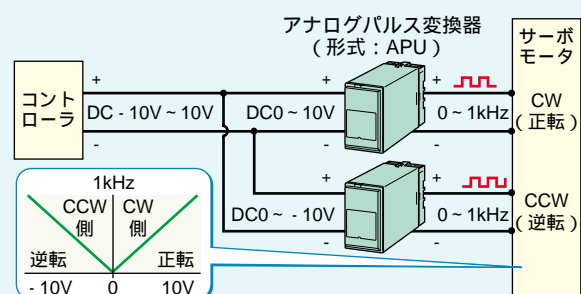 アナログパルス変換器
(形式:APU)
サーボ
モータ
コント
ローラ
+
DC - 10V ~ 10V
-
+
DC0 ~ 10V
-
+
0 ~ 1kHz
-
CW
(正転)
+
DC0 ~ - 10V
-
+
0 ~ 1kHz
-
CCW
(逆転)
1kHz
CCW
側
CW
側
逆転
正転
- 10V
0
10V